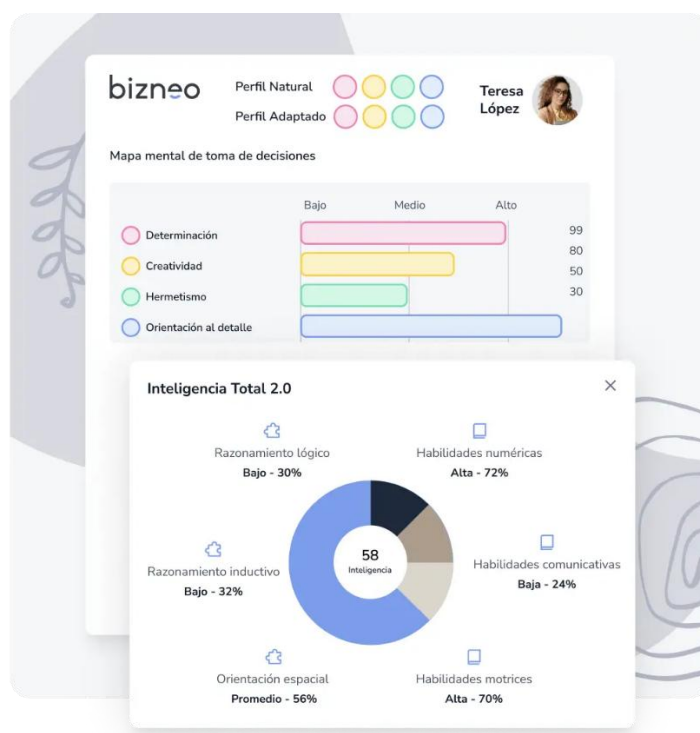 bizneo
Perfil Natural
Perfil Adaptado
Teresa
López
Mapa mental de toma de decisiones
Bajo Medio Alto
Determinación
Creatividad
Hermetismo
Orientación al detalle
99
80
50
30
Inteligencia Total 2.0
Razonamiento lógico
Bajo - 30%
Habilidades numéricas
Alta - 72%
58
Inteligencia
Razonamiento inductivo
Bajo - 32%
Habilidades comunicativas
Baja - 24%
Orientación espacial
Promedio - 56%
Habilidades motrices
Alta - 70%